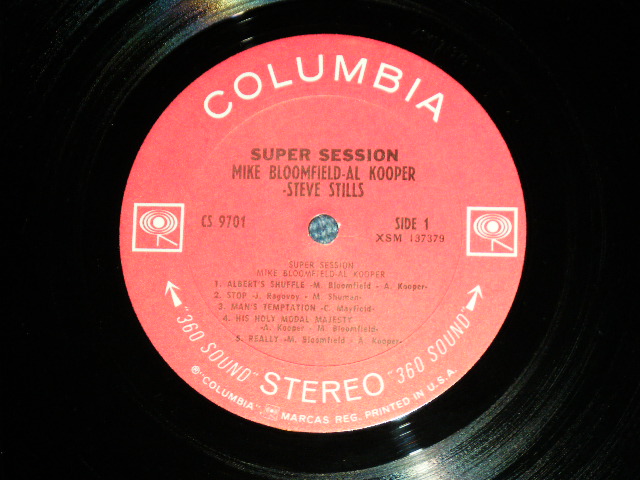 COLUMBIA
SUPER SESSION
MIKE BLOOMFIELD-AL KOOPER
-STEVE STILLS
CS 9701
SIDE 1
XSM 137379
SUPER SESSION
MIKE BLOOMFIELD-AL KOOPER
1. ALBERT'S SHUFFLE -M. Bloomfield - A. Kooper-
2. STOP -J. Ragovoy - M. Shuman-
3. MAN'S TEMPTATION -C. Mayfield-
4. HIS HOLY MODAL MAJESTY
-A. Kooper - M. Bloomfield-
5. REALLY -M. Bloomfield - A. Kooper-
"360 SOUND" STEREO "360 SOUND"
℗"COLUMBIA", MARCAS REG. PRINTED IN U.S.A.